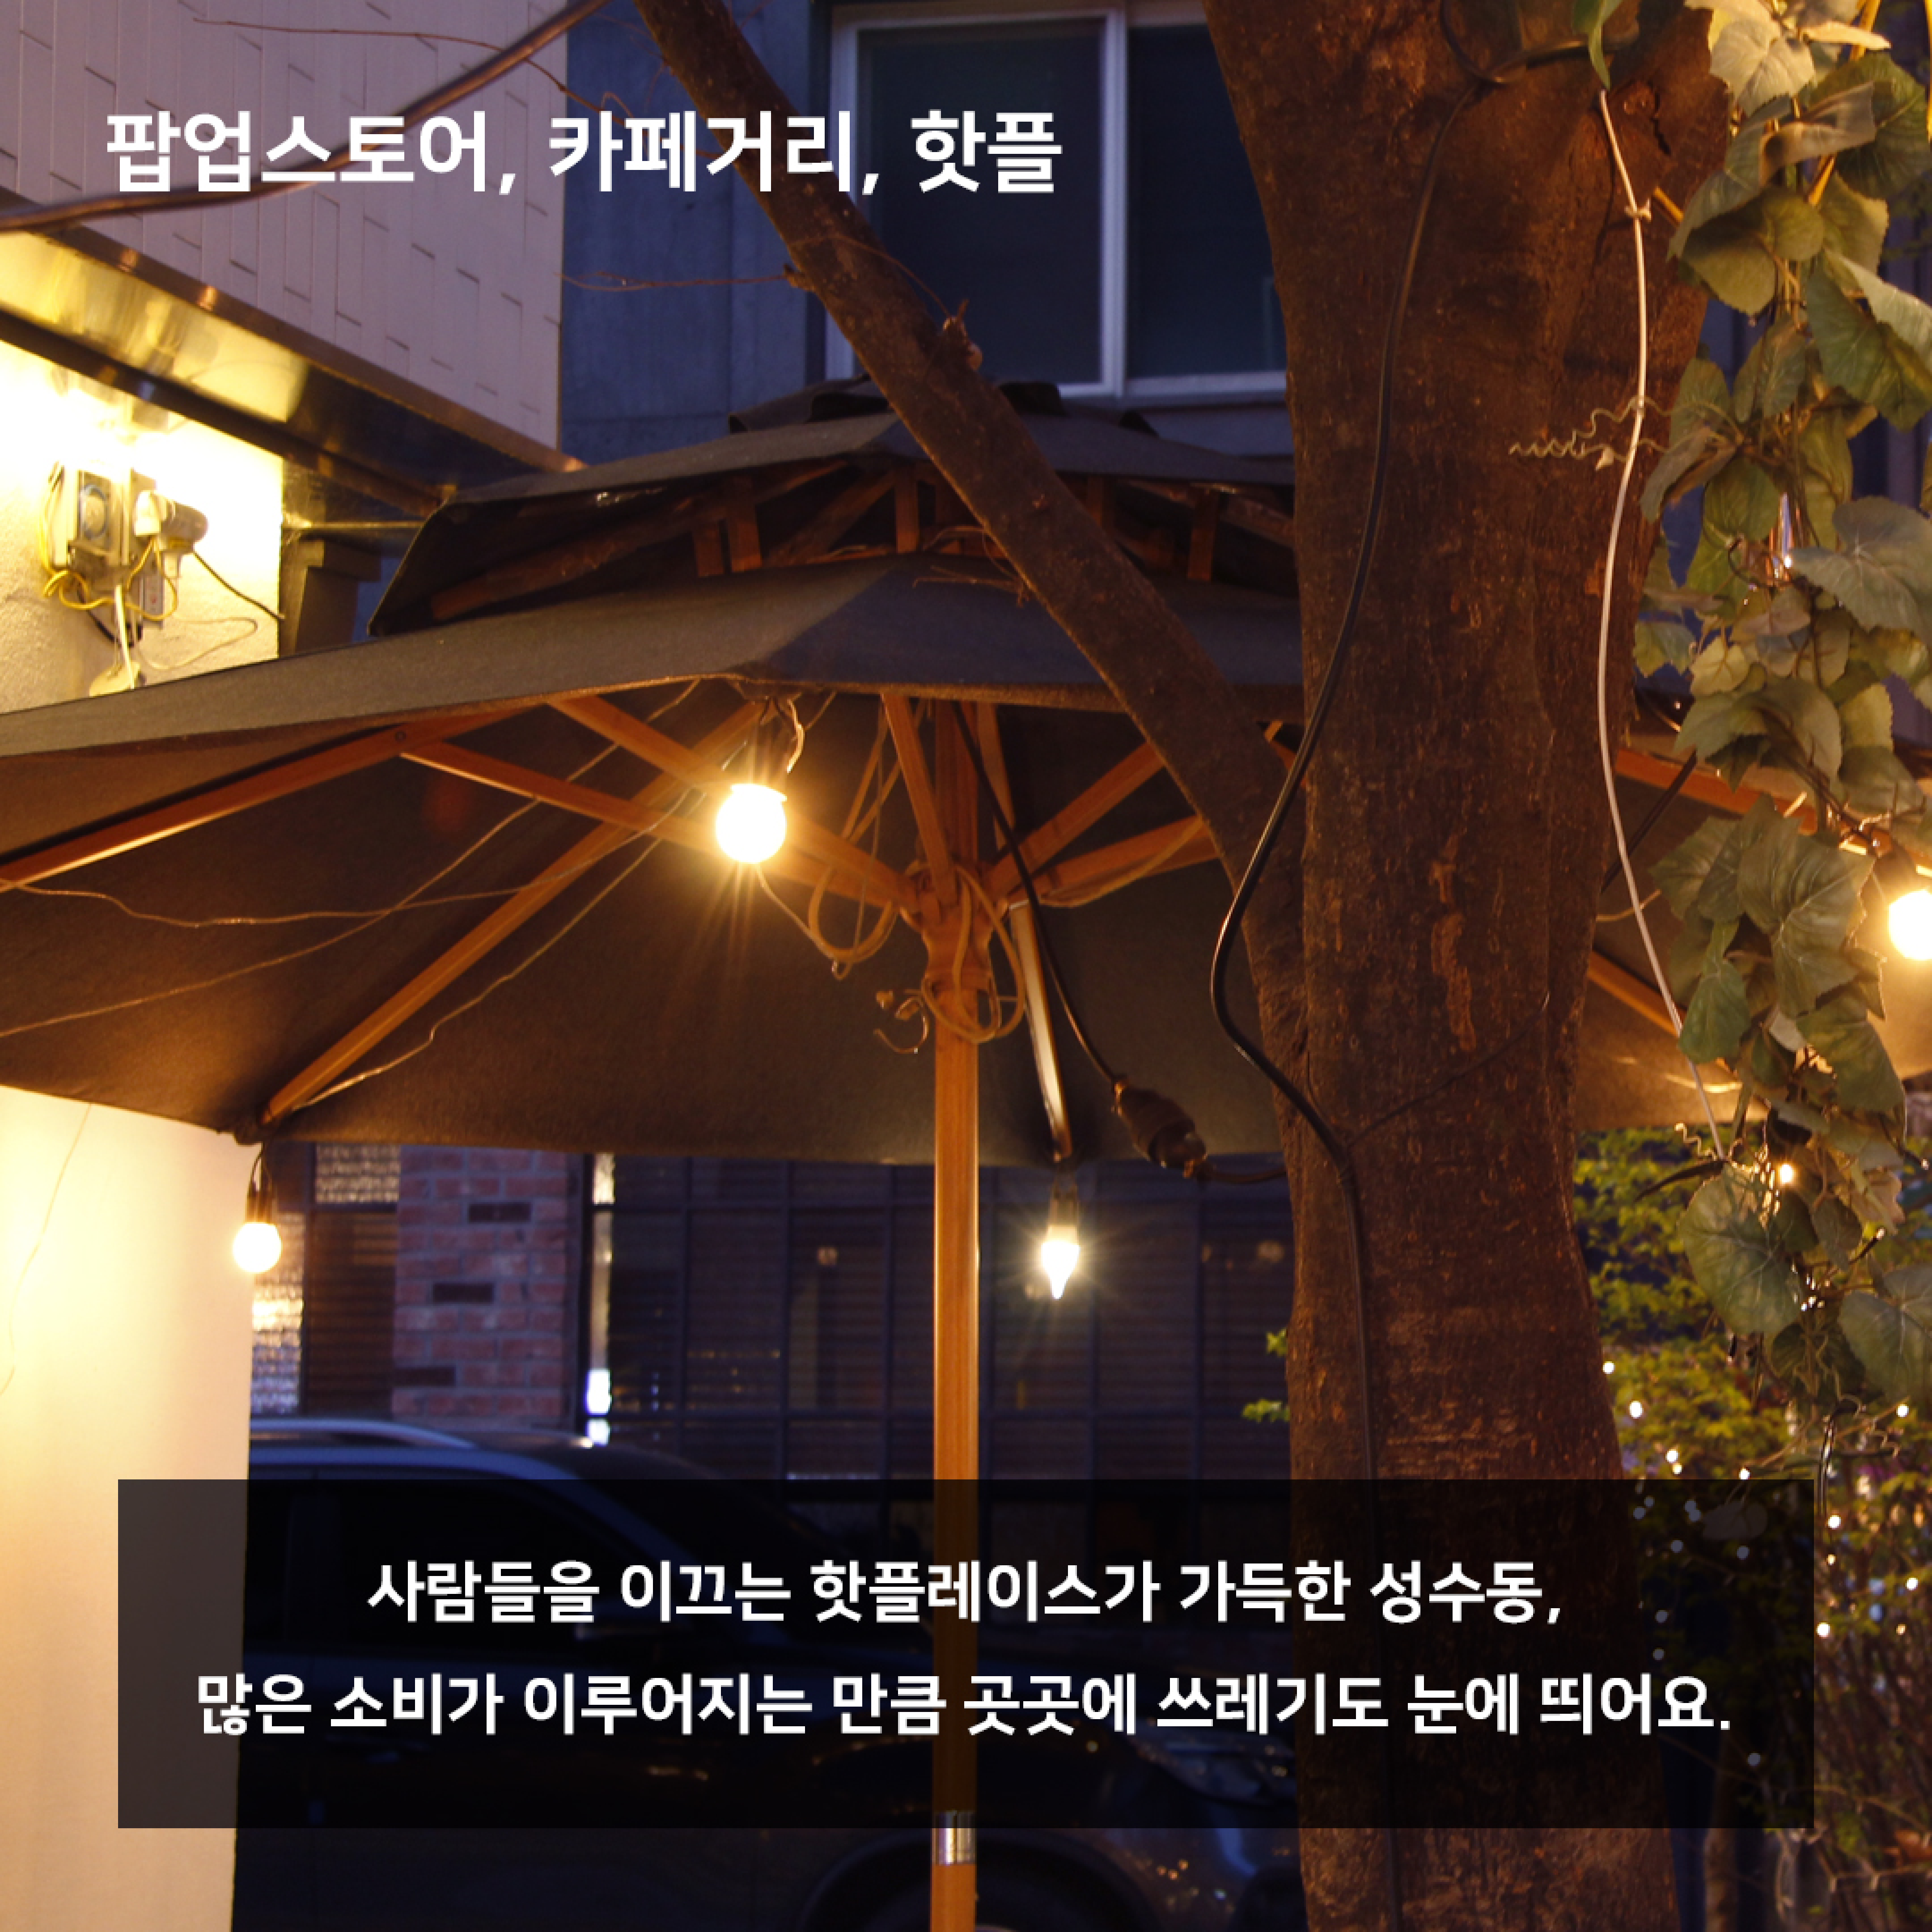 팝업스토어, 카페거리, 핫플
사람들을 이끄는 핫플레이스가 가득한 성수동,
많은 소비가 이루어지는 만큼 곳곳에 쓰레기도 눈에 띄어요.